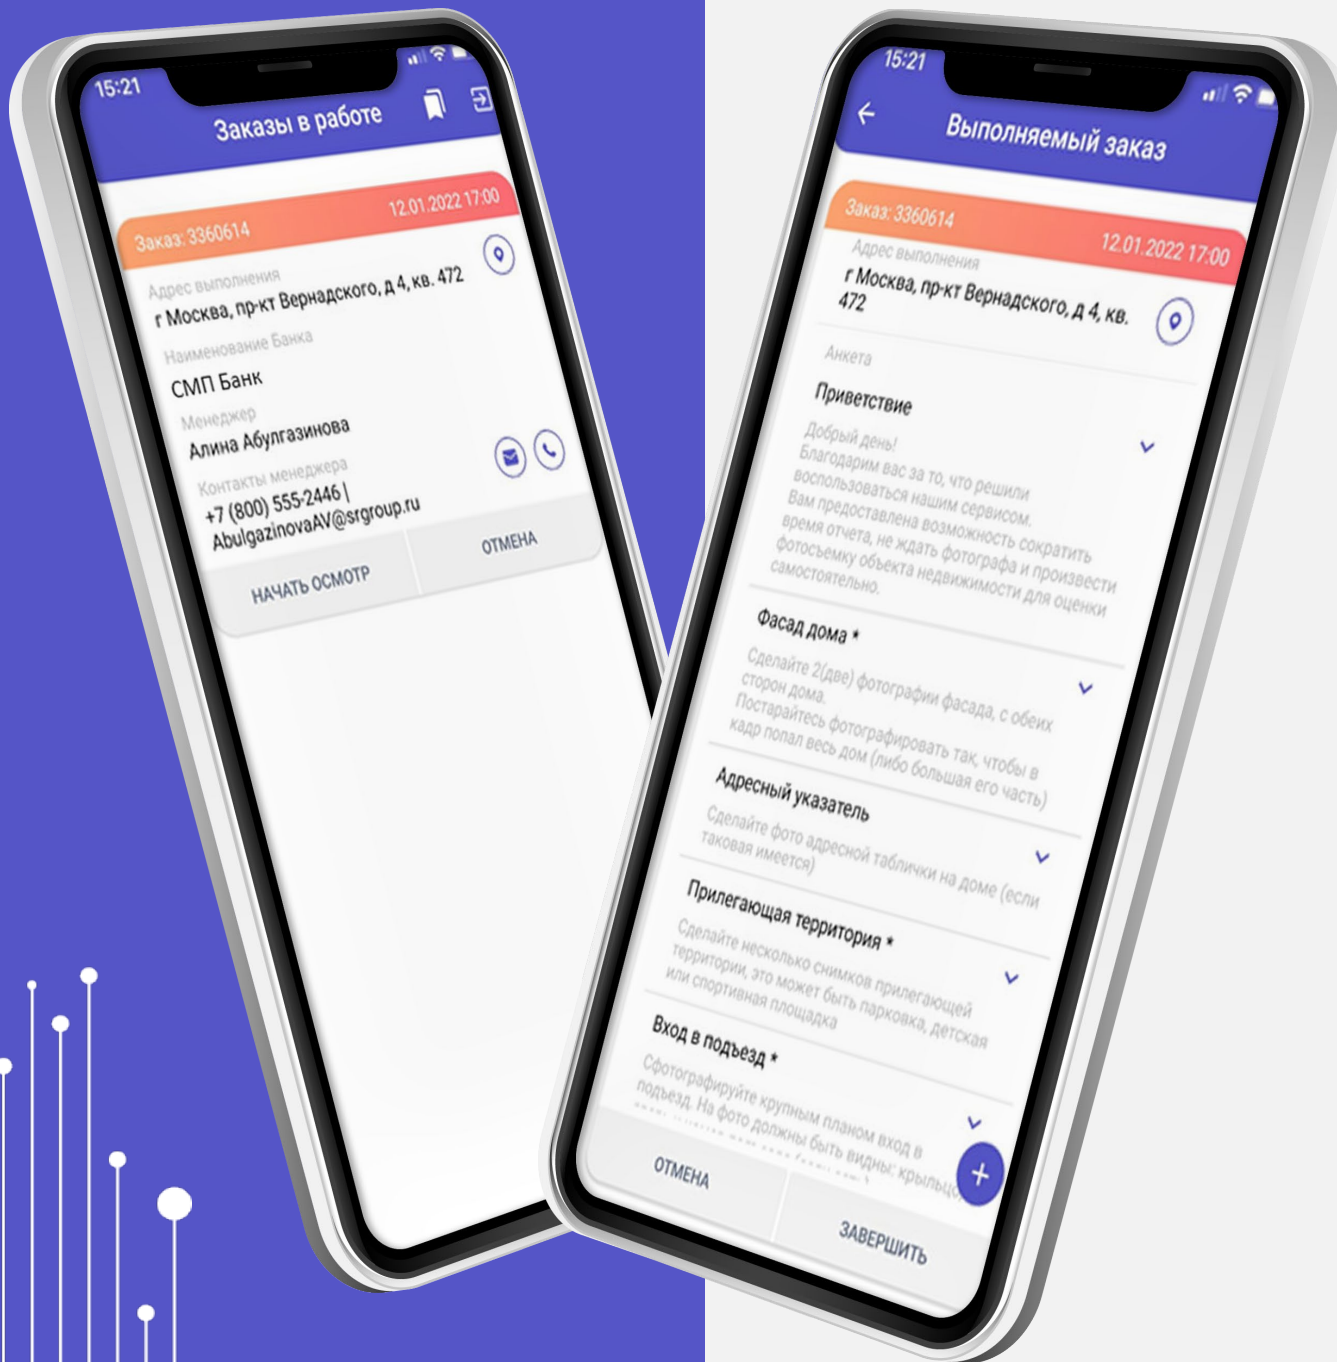 15:21
Заказы в работе
Заказ: 3360614
12.01.2022 17:00
Адрес выполнения
г Москва, пр-кт Вернадского, д 4, кв. 472
Наименование Банка
СМП Банк
Менеджер
Алина Абулгазинова
Контакты менеджера
+7 (800) 555-2446 |
AbulgazinovaAV@srgroup.ru
НАЧАТЬ ОСМОТР
ОТМЕНА
15:21
Выполняемый заказ
Заказ: 3360614
12.01.2022 17:00
Адрес выполнения
г Москва, пр-кт Вернадского, д 4, кв.
472
Анкета
Приветствие
Добрый день!
Благодарим вас за то, что решили
воспользоваться нашим сервисом.
Вам предоставлена возможность сократить
время отчета, не ждать фотографа и произвести
фотосъемку объекта недвижимости для оценки
самостоятельно.
Фасад дома *
Сделайте 2(две) фотографии фасада, с обеих
сторон дома.
Постарайтесь фотографировать так, чтобы в
кадр попал весь дом (либо большая его часть)
Адресный указатель
Сделайте фото адресной таблички на доме (если
таковая имеется)
Прилегающая территория *
Сделайте несколько снимков прилегающей
территории, это может быть парковка, детская
или спортивная площадка
Вход в подъезд *
Сфотографируйте крупным планом вход в
подъезд. На фото должны быть видны: крыльцо,
ОТМЕНА
ЗАВЕРШИТЬ